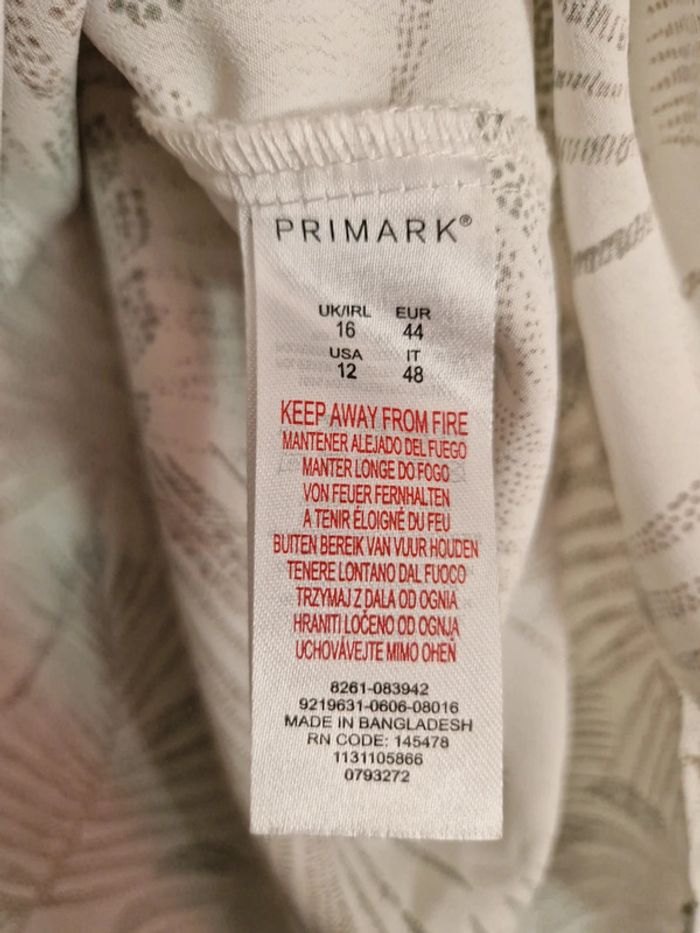 PRIMARK®
UK/IRL EUR
16 44
USA IT
12 48
KEEP AWAY FROM FIRE
MANTENER ALEJADO DEL FUEGO
MANTER LONGE DO FOGO
VON FEUER FERNHALTEN
A TENIR ÉLOIGNÉ DU FEU
BUITEN BEREIK VAN VUUR HOUDEN
TENERE LONTANO DAL FUOCO
TRZYMAJ Z DALA OD OGNIA
HRANITI LOČENO OD OGNJA
UCHOVÁVEJTE MIMO OHEŇ
8261-083942
9219631-0606-08016
MADE IN BANGLADESH
RN CODE: 145478
1131105866
0793272